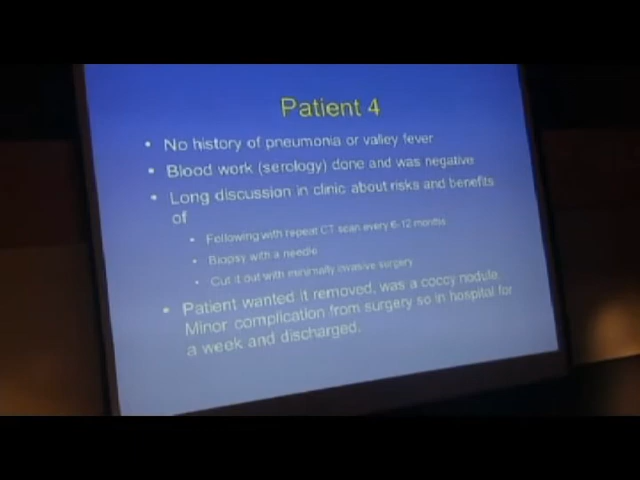 Patient 4
• No history of pneumonia or valley fever
• Blood work (serology) done and was negative
• Long discussion in clinic about risks and benefits
of
• Following with repeat CT scan every 6-12 months
• Biopsy with a needle
• Cut it out with minimally invasive surgery
• Patient wanted it removed, was a coccy nodule.
Minor complication from surgery so in hospital for
a week and discharged.